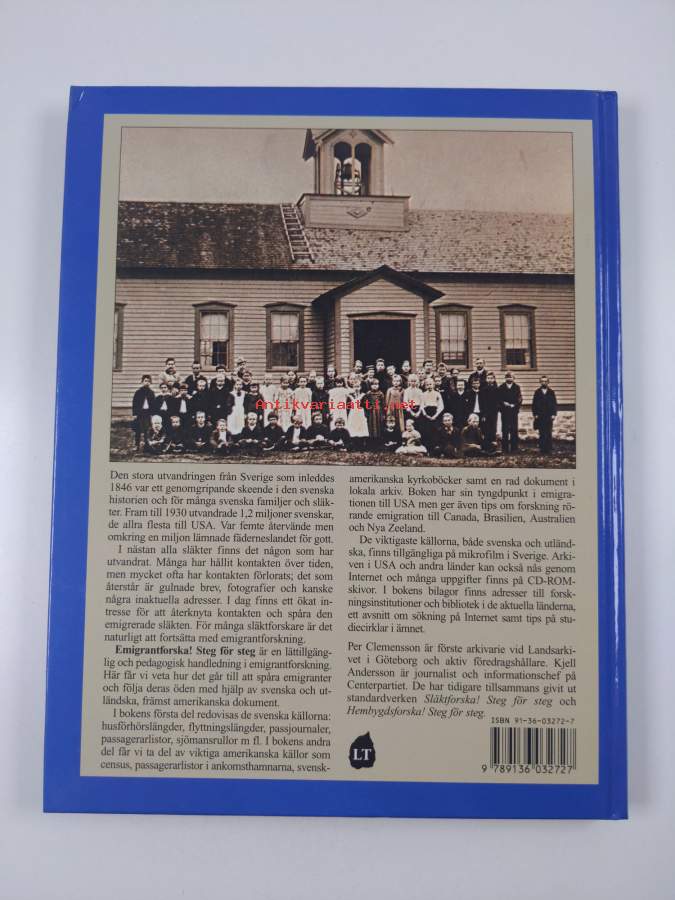 Antikvariaatti.net
Den stora utvandringen från Sverige som inleddes
1846 var ett genomgripande skeende i den svenska
historien och för många svenska familjer och släk-
ter. Fram till 1930 utvandrade 1,2 miljoner svenskar,
de allra flesta till USA. Var femte återvände men
omkring en miljon lämnade fäderneslandet för gott.
I nästan alla släkter finns det någon som har
utvandrat. Många har hållit kontakten över tiden,
men mycket ofta har kontakten förlorats; det som
återstår är gulnade brev, fotografier och kanske
några inaktuella adresser. I dag finns ett ökat in-
tresse för att återknyta kontakten och spåra den
emigrerade släkten. För många släktforskare är det
naturligt att fortsätta med emigrantforskning.
Emigrantforska! Steg för steg är en lättillgäng-
lig och pedagogisk handledning i emigrantforskning.
Här får vi veta hur det går till att spåra emigranter
och följa deras öden med hjälp av svenska och ut-
ländska, främst amerikanska dokument.
I bokens första del redovisas de svenska källorna:
husförhörslängder, flyttningslängder, passjournaler,
passagerarlistor, sjömansrullor m fl. I bokens andra
del får vi ta del av viktiga amerikanska källor som
census, passagerarlistor i ankomsthamnarna, svensk-
amerikanska kyrkoböcker samt en rad dokument i
lokala arkiv. Boken har sin tyngdpunkt i emigra-
tionen till USA men ger även tips om forskning rö-
rande emigration till Canada, Brasilien, Australien
och Nya Zeeland.
De viktigaste källorna, både svenska och utländ-
ska, finns tillgängliga på mikrofilm i Sverige. Arki-
ven i USA och andra länder kan också nås genom
Internet och många uppgifter finns på CD-ROM-
skivor. I bokens bilagor finns adresser till forsk-
ningsinstitutioner och bibliotek i de aktuella länderna,
ett avsnitt om sökning på Internet samt tips på stu-
diecirklar i ämnet.
Per Clemensson är förste arkivarie vid Landsarki-
vet i Göteborg och aktiv föredragshållare. Kjell
Andersson är journalist och informationschef på
Centerpartiet. De har tidigare tillsammans givit ut
standardverken Släktforska! Steg för steg och
Hembygdsforska! Steg för steg.
ISBN 91-36-03272-7
LT
9 789136 032727